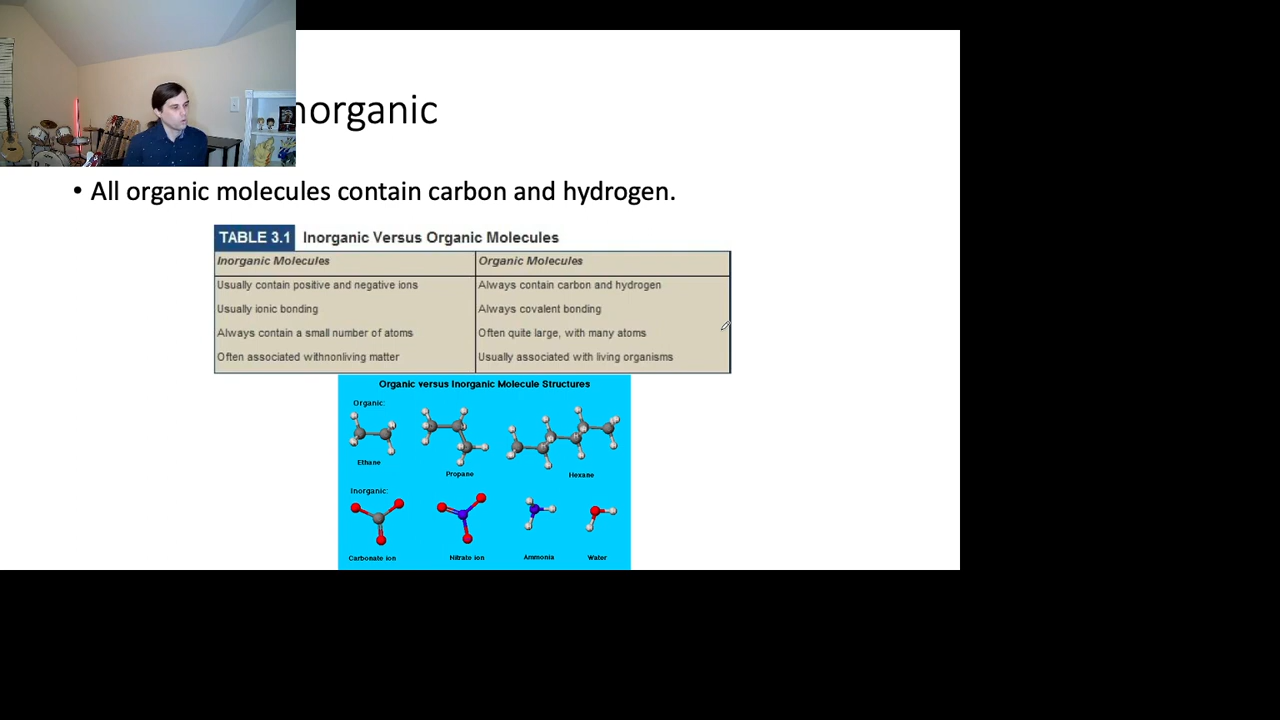 norganic
• All organic molecules contain carbon and hydrogen.
TABLE 3.1 Inorganic Versus Organic Molecules
Inorganic Molecules Organic Molecules
Usually contain positive and negative ions Always contain carbon and hydrogen
Usually ionic bonding Always covalent bonding
Always contain a small number of atoms Often quite large, with many atoms
Often associated withnonliving matter Usually associated with living organisms
Organic versus Inorganic Molecule Structures
Organic:
Ethane Propane Hexane
Inorganic:
Carbonate ion Nitrate ion Ammonia Water